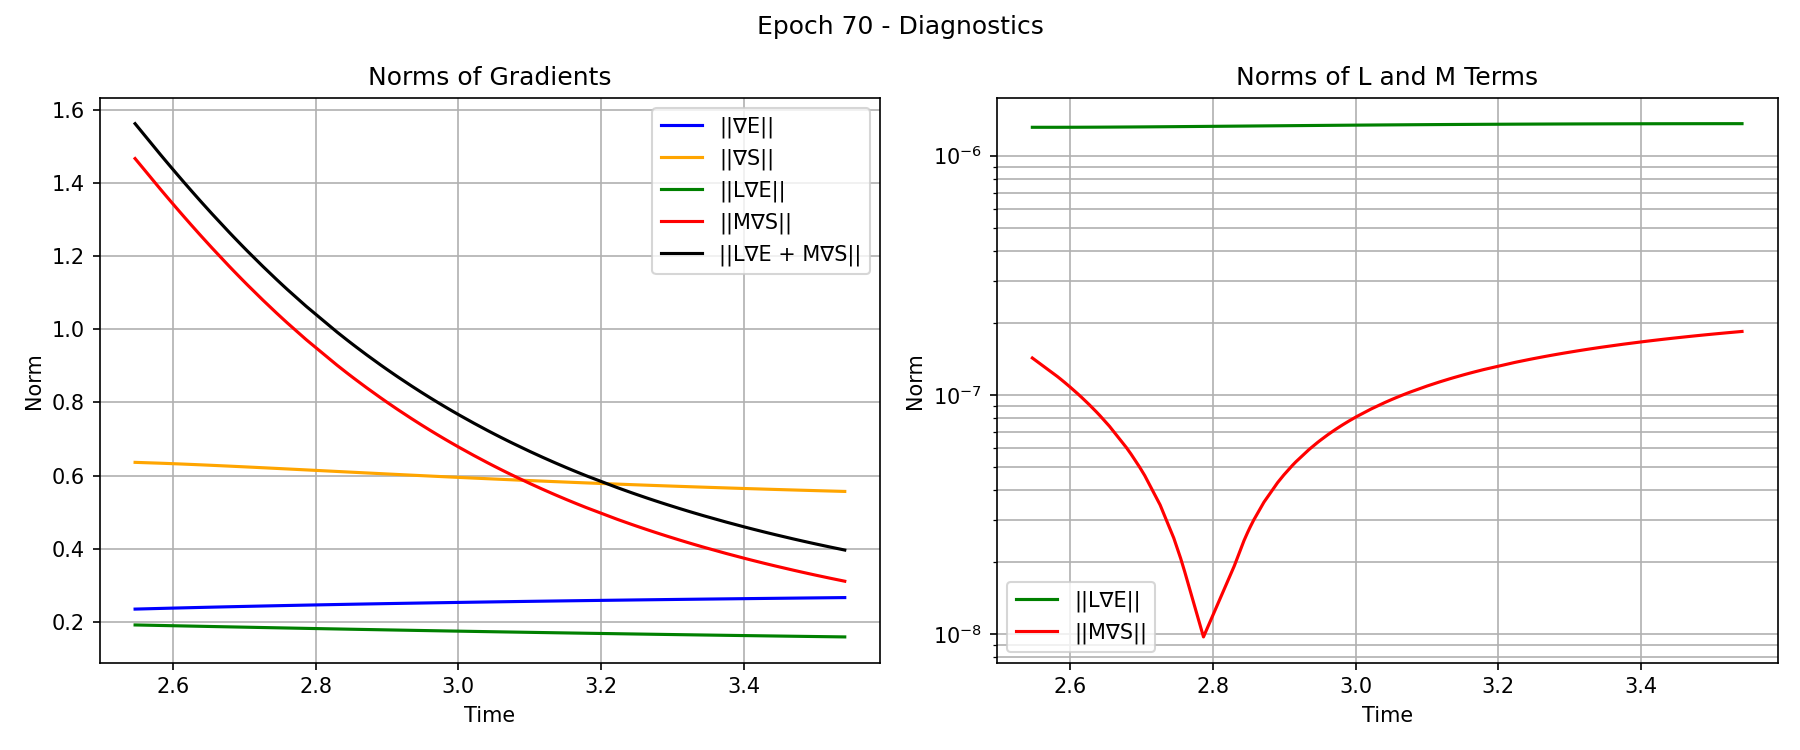 Epoch 70 - Diagnostics
Norms of Gradients
1.6
1.4
1.2
1.0
0.8
0.6
0.4
0.2
Norm
2.6 2.8 3.0 3.2 3.4
Time
||∇E||
||∇S||
||L∇E||
||M∇S||
||L∇E + M∇S||
Norms of L and M Terms
10⁻⁶
10⁻⁷
10⁻⁸
Norm
2.6 2.8 3.0 3.2 3.4
Time
||L∇E||
||M∇S||